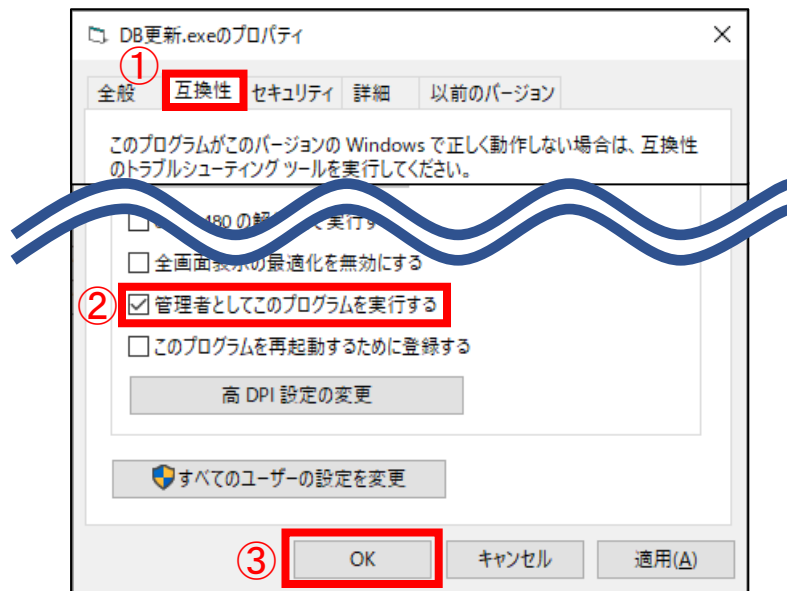 DB更新.exeのプロパティ
①
全般 互換性 セキュリティ 詳細 以前のバージョン
このプログラムがこのバージョンの Windows で正しく動作しない場合は、互換性
のトラブルシューティング ツールを実行してください。
480 の
全画面表示の最適化を無効にする
② 管理者としてこのプログラムを実行する
このプログラムを再起動するために登録する
高 DPI 設定の変更
すべてのユーザーの設定を変更
③ OK キャンセル 適用(A)